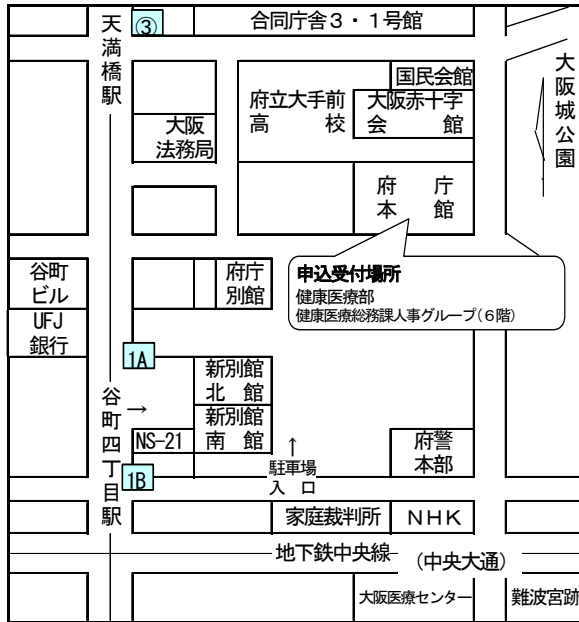 天満橋駅
③
合同庁舎３・１号館
国民会館
大阪城公園
府立大手前
高　　校
大阪赤十字
会　　館
大阪
法務局
府　庁
本　館
谷町
ビル
府庁
別館
申込受付場所
健康医療部
健康医療総務課人事グループ（６階）
UFJ
銀行
1A
新別館
北　館
谷町四丁目駅
→
新別館
南　館
NS-21
↑
駐車場
入　口
府警
本部
1B
家庭裁判所
ＮＨＫ
地下鉄中央線
（中央大通）
大阪医療センター
難波宮跡